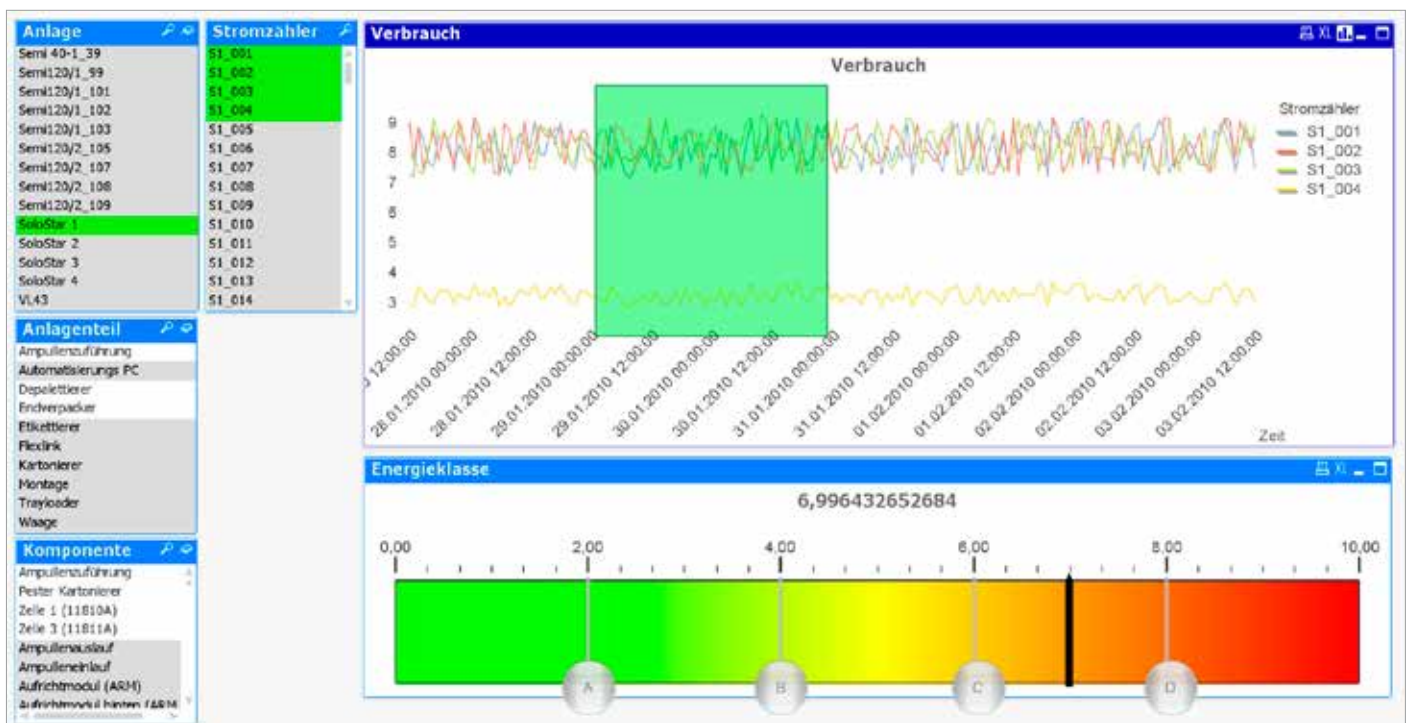 Anlage
Semi 40-1_39
Semi120/1_99
Semi120/1_101
Semi120/1_102
Semi120/1_103
Semi120/2_105
Semi120/2_107
Semi120/2_108
Semi120/2_109
SoloStar 1
SoloStar 2
SoloStar 3
SoloStar 4
VL43
Stromzähler
S1_001
S1_002
S1_003
S1_004
S1_005
S1_006
S1_007
S1_008
S1_009
S1_010
S1_011
S1_012
S1_013
S1_014
Anlagenteil
Ampullenzuführung
Automatisierungs PC
Depalettierer
Endverpacker
Etikettierer
Flexlink
Kartonierer
Montage
Trayloader
Waage
Komponente
Ampullenzuführung
Pester Kartonierer
Zelle 1 (11810A)
Zelle 3 (11811A)
Ampullenauslauf
Ampulleneinlauf
Aufrichtmodul (ARM)
Aufrichtmodul hinten (ARM
Verbrauch
XL
Verbrauch
9
8
7
6
5
4
3
12:00:00
28.01.2010 00:00:00
28.01.2010 12:00:00
29.01.2010 00:00:00
29.01.2010 12:00:00
30.01.2010 00:00:00
30.01.2010 12:00:00
31.01.2010 00:00:00
31.01.2010 12:00:00
01.02.2010 00:00:00
01.02.2010 12:00:00
02.02.2010 00:00:00
02.02.2010 12:00:00
03.02.2010 00:00:00
03.02.2010 12:00:00
Zeit
Stromzähler
S1_001
S1_002
S1_003
S1_004
Energieklasse
XL
6,996432652684
0,00 2,00 4,00 6,00 8,00 10,00
A B C D